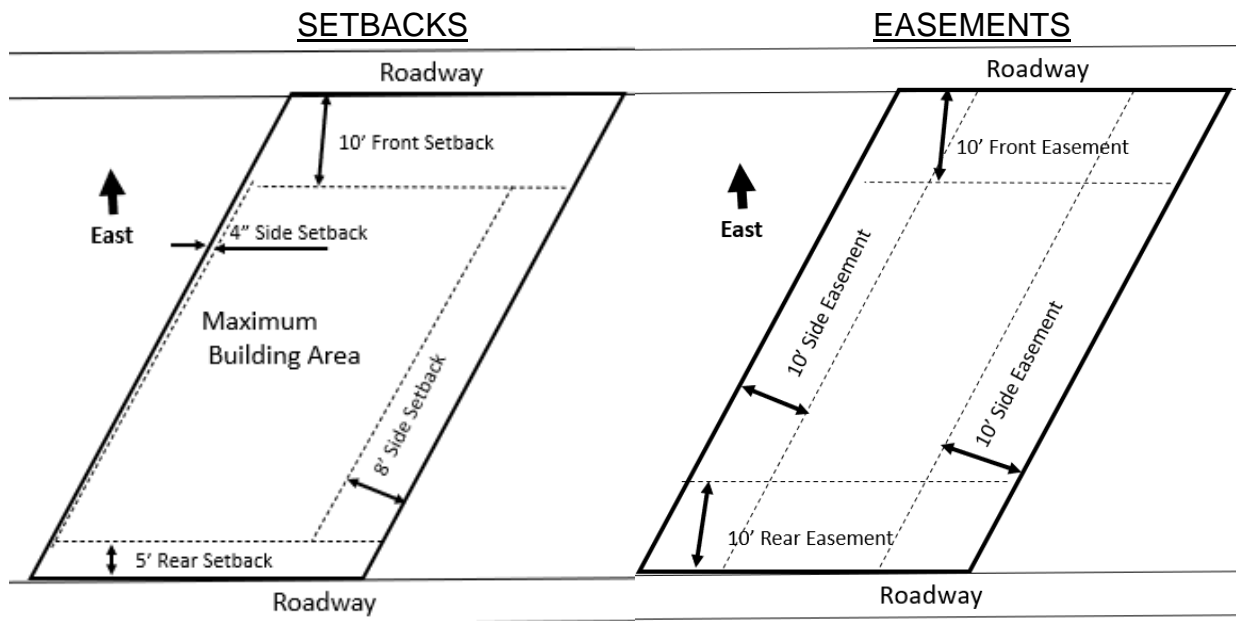 SETBACKS
Roadway
10’ Front Setback
East
4” Side Setback
Maximum
Building Area
8’ Side Setback
5’ Rear Setback
Roadway
EASEMENTS
Roadway
10’ Front Easement
East
10’ Side Easement
10’ Side Easement
10’ Rear Easement
Roadway